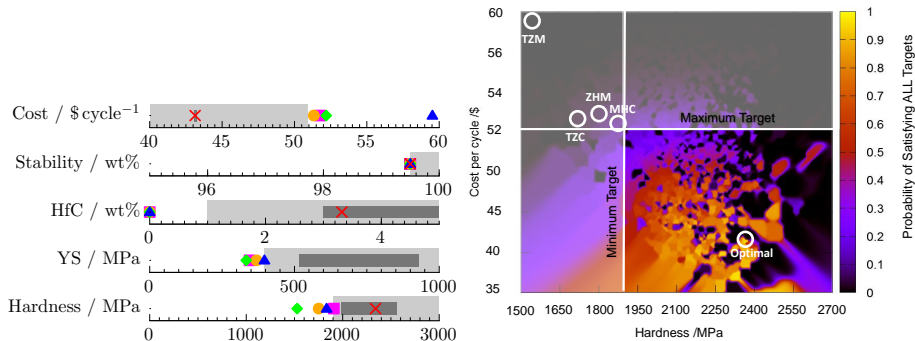 Cost / $ cycle⁻¹
40 45 50 55 60
Stability / wt%
96 98 100
HfC / wt%
0 2 4
YS / MPa
0 500 1000
Hardness / MPa
0 1000 2000 3000
Cost per cycle /$
60
56
54
52
50
45
40
35
TZM
ZHM
MHC
TZC
Maximum Target
Minimum Target
Optimal
1500 1650 1800 1950 2100 2250 2400 2550 2700
Hardness /MPa
1
0.9
0.8
0.7
0.6
0.5
0.4
0.3
0.2
0.1
0
Probability of Satisfying ALL Targets